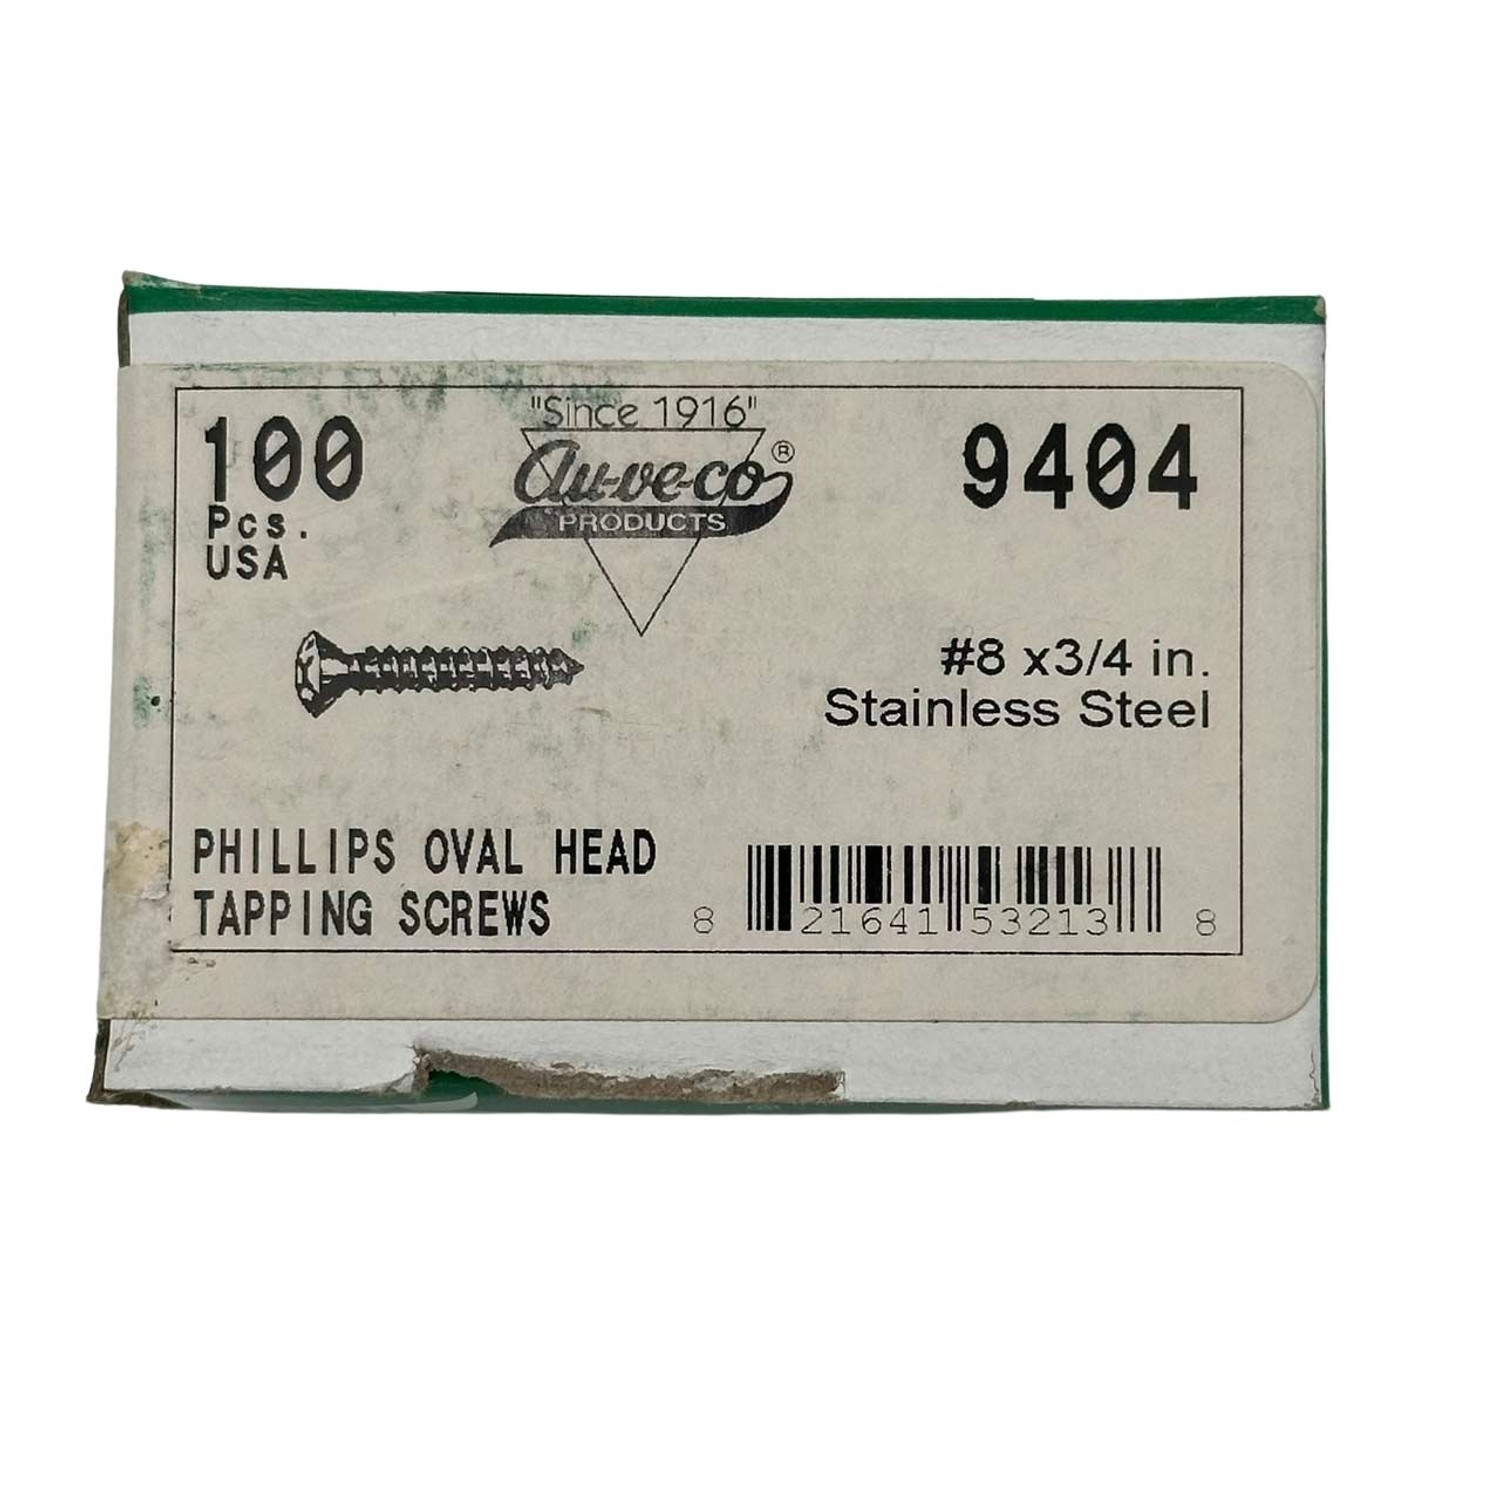 "Since 1916"
Au-ve-co®
PRODUCTS
100
Pcs.
USA
9404
#8 x3/4 in.
Stainless Steel
PHILLIPS OVAL HEAD
TAPPING SCREWS
8 21641 53213 8